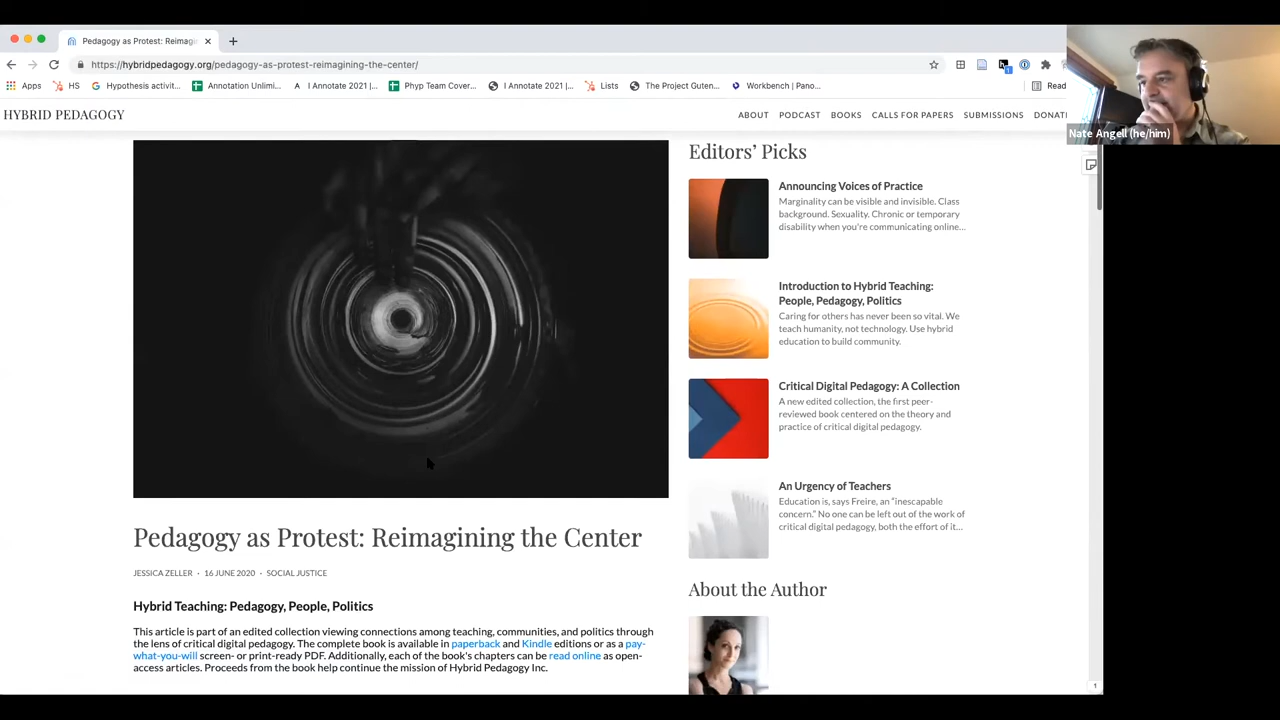 Pedagogy as Protest: Reimagi
https://hybridpedagogy.org/pedagogy-as-protest-reimagining-the-center/
Apps
HS
Hypothesis activit...
Annotation Unlimi...
I Annotate 2021 |...
Phyp Team Cover...
I Annotate 2021 |...
Lists
The Project Guten...
Workbench | Pano...
Read
Nate Angell (he/him)
HYBRID PEDAGOGY
ABOUT PODCAST BOOKS CALLS FOR PAPERS SUBMISSIONS DONAT
Editors' Picks
Announcing Voices of Practice
Marginality can be visible and invisible. Class
background. Sexuality. Chronic or temporary
disability when you're communicating online...
Introduction to Hybrid Teaching:
People, Pedagogy, Politics
Caring for others has never been so vital. We
teach humanity, not technology. Use hybrid
education to build community.
Critical Digital Pedagogy: A Collection
A new edited collection, the first peer-
reviewed book centered on the theory and
practice of critical digital pedagogy.
An Urgency of Teachers
Education is, says Freire, an “inescapable
concern.” No one can be left out of the work of
critical digital pedagogy, both the effort of it...
Pedagogy as Protest: Reimagining the Center
JESSICA ZELLER · 16 JUNE 2020 · SOCIAL JUSTICE
Hybrid Teaching: Pedagogy, People, Politics
This article is part of an edited collection viewing connections among teaching, communities, and politics through
the lens of critical digital pedagogy. The complete book is available in paperback and Kindle editions or as a pay-
what-you-will screen- or print-ready PDF. Additionally, each of the book's chapters can be read online as open-
access articles. Proceeds from the book help continue the mission of Hybrid Pedagogy Inc.
About the Author
1